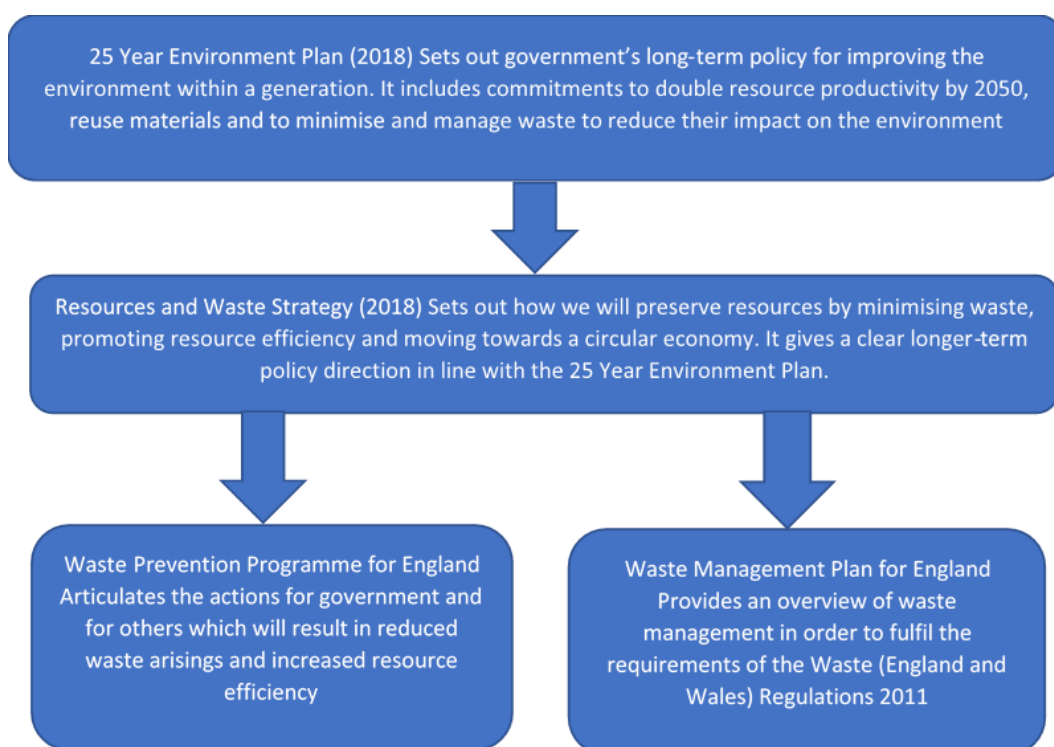 25 Year Environment Plan (2018) Sets out government’s long-term policy for improving the
environment within a generation. It includes commitments to double resource productivity by 2050,
reuse materials and to minimise and manage waste to reduce their impact on the environment
Resources and Waste Strategy (2018) Sets out how we will preserve resources by minimising waste,
promoting resource efficiency and moving towards a circular economy. It gives a clear longer-term
policy direction in line with the 25 Year Environment Plan.
Waste Prevention Programme for England
Articulates the actions for government and
for others which will result in reduced
waste arisings and increased resource
efficiency
Waste Management Plan for England
Provides an overview of waste
management in order to fulfil the
requirements of the Waste (England and
Wales) Regulations 2011